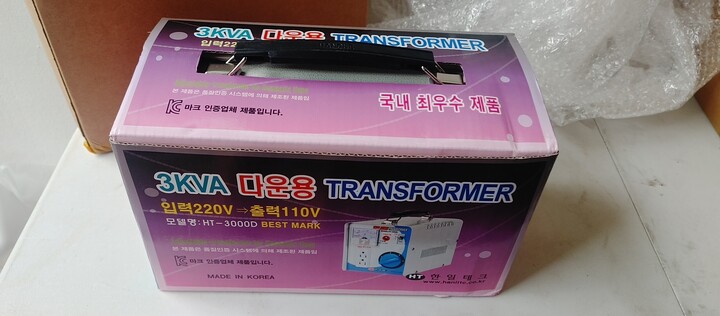 3KVA 다운용 TRANSFORMER
입력22
본 제품은 품질인증 시스템에 의해 제조된 제품임
마크 인증업체 제품입니다.
국내 최우수 제품
3KVA 다운용 TRANSFORMER
입력220V⇒출력110V
모델명: HT-3000D BEST MARK
본 제품은 품질인증 시스템에 의해 제조된 제품임
마크 인증업체 제품입니다.
MADE IN KOREA
HT 한림테크